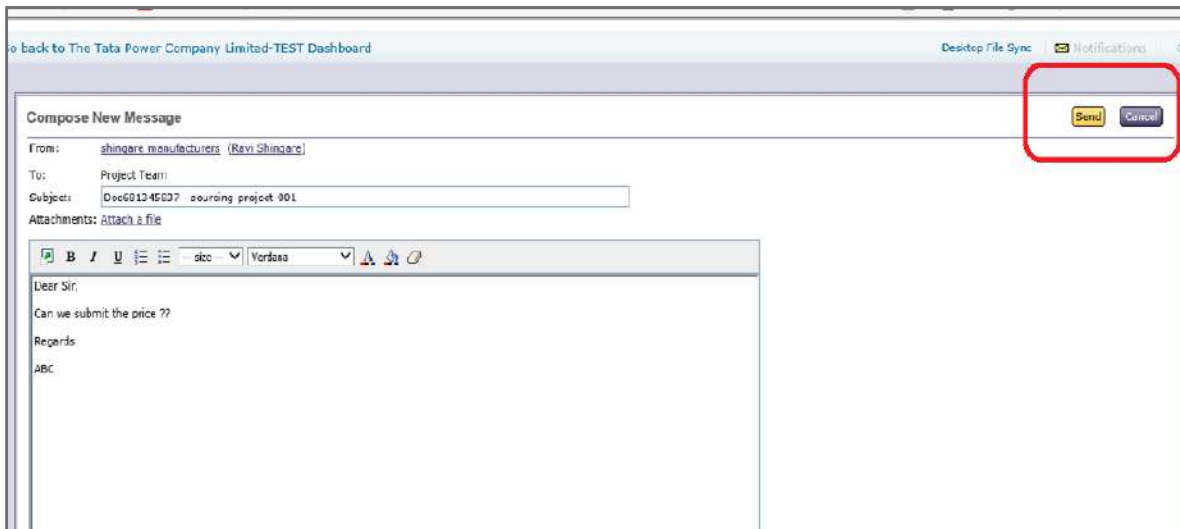 o back to The Tata Power Company Limited-TEST Dashboard
Desktop File Sync Notifications
Compose New Message
Send Cancel
From: shingare manufacturers (Ravi Shingare)
To: Project Team
Subject: Doc681345637 sourcing project 001
Attachments: Attach a file
B I U size Verdana A
Dear Sir,
Can we submit the price ??
Regards
ABC